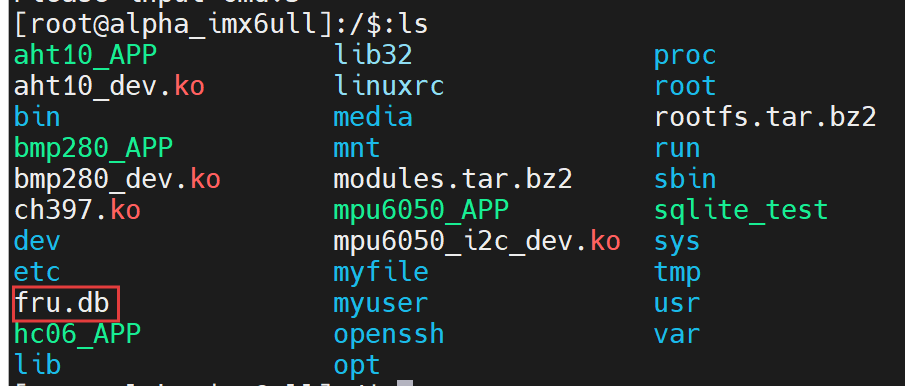 [root@alpha_imx6ull]:/$:ls
aht10_APP lib32 proc
aht10_dev.ko linuxrc root
bin media rootfs.tar.bz2
bmp280_APP mnt run
bmp280_dev.ko modules.tar.bz2 sbin
ch397.ko mpu6050_APP sqlite_test
dev mpu6050_i2c_dev.ko sys
etc myfile tmp
fru.db myuser usr
hc06_APP openssh var
lib opt